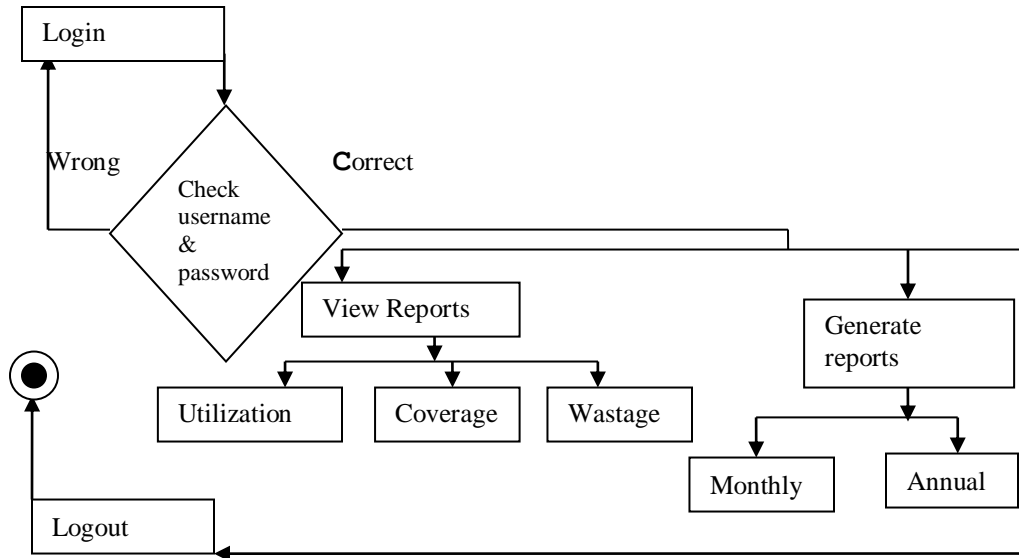 Login
Wrong
Correct
Check
username
&
password
View Reports
Generate
reports
Utilization
Coverage
Wastage
Monthly
Annual
Logout